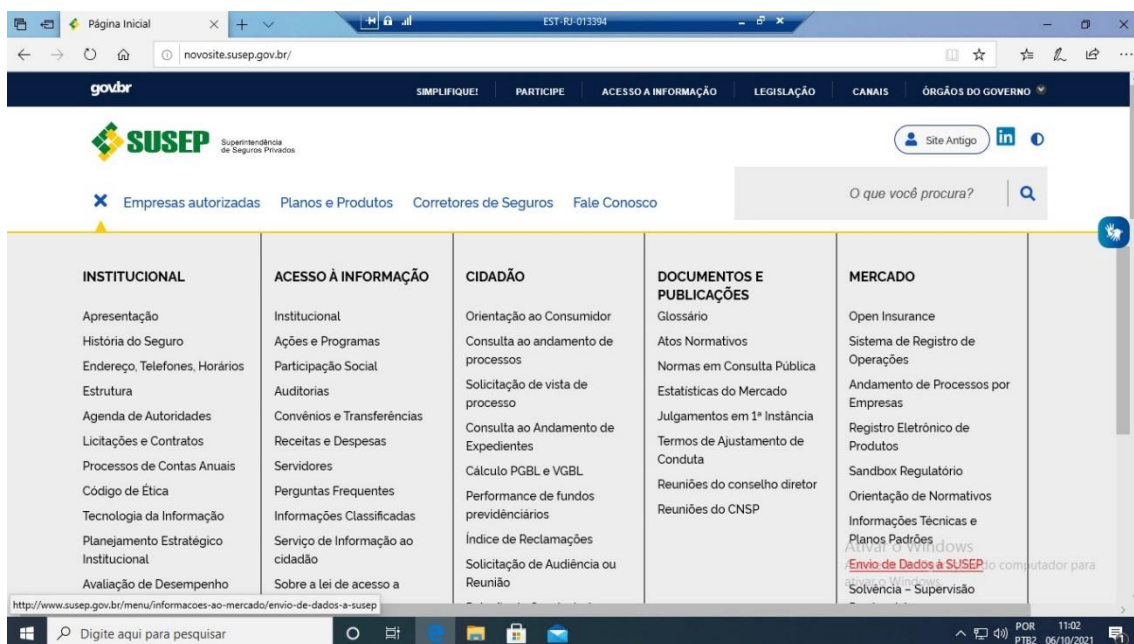 Página Inicial
EST-RJ-013394
novosite.susep.gov.br/
gov.br
SIMPLIFIQUE!
PARTICIPE
ACESSO A INFORMAÇÃO
LEGISLAÇÃO
CANAIS
ÓRGÃOS DO GOVERNO
SUSEP
Superintendência
de Seguros Privados
Site Antigo
in
Empresas autorizadas
Planos e Produtos
Corretores de Seguros
Fale Conosco
O que você procura?
INSTITUCIONAL
Apresentação
História do Seguro
Endereço, Telefones, Horários
Estrutura
Agenda de Autoridades
Licitações e Contratos
Processos de Contas Anuais
Código de Ética
Tecnologia da Informação
Planejamento Estratégico
Institucional
Avaliação de Desempenho
ACESSO À INFORMAÇÃO
Institucional
Ações e Programas
Participação Social
Auditorias
Convênios e Transferências
Receitas e Despesas
Servidores
Perguntas Frequentes
Informações Classificadas
Serviço de Informação ao
cidadão
Sobre a lei de acesso a
CIDADÃO
Orientação ao Consumidor
Consulta ao andamento de
processos
Solicitação de vista de
processo
Consulta ao Andamento de
Expedientes
Cálculo PGBL e VGBL
Performance de fundos
previdênciários
Índice de Reclamações
Solicitação de Audiência ou
Reunião
DOCUMENTOS E
PUBLICAÇÕES
Glossário
Atos Normativos
Normas em Consulta Pública
Estatísticas do Mercado
Julgamentos em 1ª Instância
Termos de Ajustamento de
Conduta
Reuniões do conselho diretor
Reuniões do CNSP
MERCADO
Open Insurance
Sistema de Registro de
Operações
Andamento de Processos por
Empresas
Registro Eletrônico de
Produtos
Sandbox Regulatório
Orientação de Normativos
Informações Técnicas e
Planos Padrões
Envio de Dados à SUSEP
Solvência – Supervisão
Ativar o Windows
do computador para
ativar o Windows.
http://www.susep.gov.br/menu/informacoes-ao-mercado/envio-de-dados-a-susep
Digite aqui para pesquisar
POR
PTB2
11:02
06/10/2021